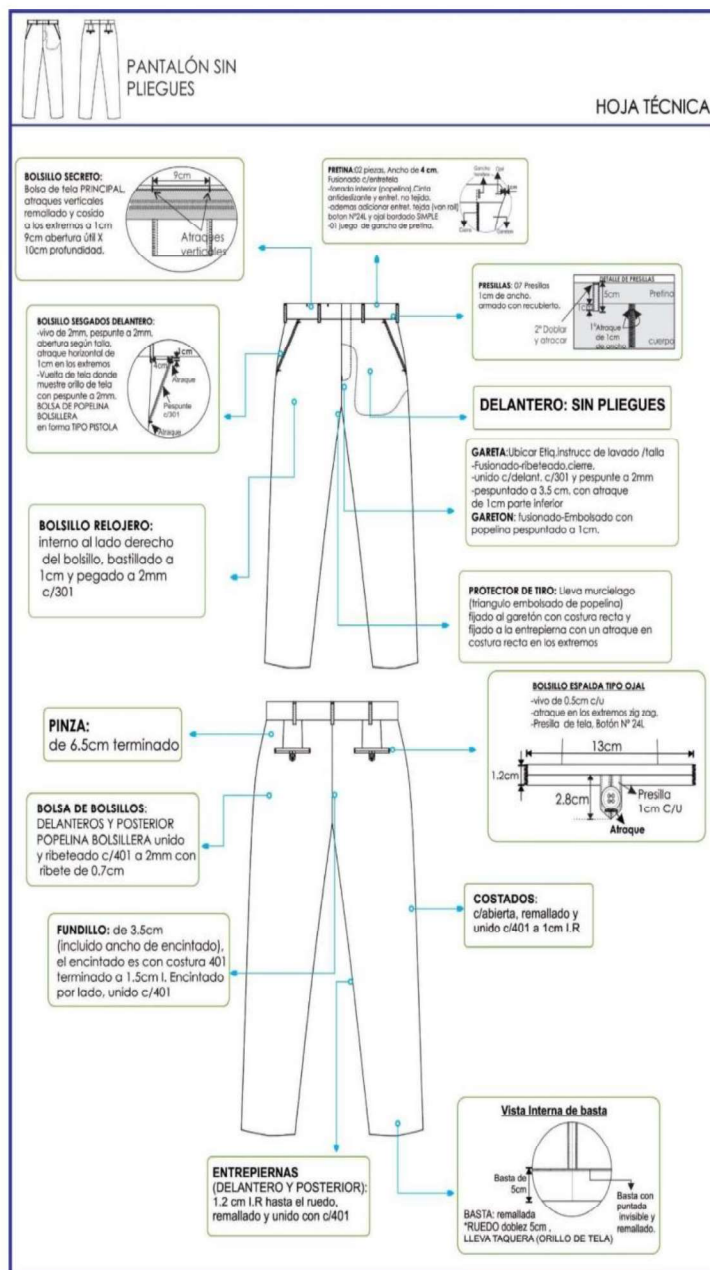 PANTALÓN SIN
PLIEGUES
HOJA TÉCNICA
BOLSILLO SECRETO:
Bolsa de tela PRINCIPAL,
atraques verticales
remallado y cosido
a los extremos a 1cm
9cm abertura útil X
10cm profundidad.
9cm
Atraques
verticales
PRETINA:02 piezas, Ancho de 4 cm,
Fusionado c/entretela
-forrado interior (popelina).Cinta
antideslizante y entret. no tejida.
-ademas adicionar entret. tejida (van roll)
boton N°24L y ojal bordado SIMPLE
-01 juego de gancho de pretina.
Gancho
Ojal
1cm
Cierre
PRESILLAS: 07 Presillas
1cm de ancho.
armado con recubierto.
DETALLE DE PRESILLAS
5cm
Pretina
1cm
2° Doblar
y atracar
1°Atraque
de 1cm
de ancho
cuerpo
BOLSILLO SESGADOS DELANTERO:
-vivo de 2mm, pespunte a 2mm,
abertura según talla,
atraque horizontal de
1cm en los extremos
-Vuelta de tela donde
muestre orillo de tela
con pespunte a 2mm.
BOLSA DE POPELINA
BOLSILLERA
en forma TIPO PISTOLA
1cm
4cm
Atraque
Pespunte
c/301
Atraque
DELANTERO: SIN PLIEGUES
GARETA:Ubicar Etiq.instrucc de lavado /talla
-Fusionado-ribeteado.cierre.
-unido c/delant. c/301 y pespunte a 2mm
-pespuntado a 3.5 cm. con atraque
de 1cm parte inferior
GARETON: fusionado-Embolsado con
popelina pespuntado a 1cm.
BOLSILLO RELOJERO:
interno al lado derecho
del bolsillo, bastillado a
1cm y pegado a 2mm
c/301
PROTECTOR DE TIRO: Lleva murcielago
(triangulo embolsado de popelina)
fijado al garetón con costura recta y
fijado a la entrepierna con un atraque en
costura recta en los extremos
PINZA:
de 6.5cm terminado
BOLSILLO ESPALDA TIPO OJAL
-vivo de 0.5cm c/u
-atraque en los extremos zig zag.
-Presilla de tela, Botón N° 24L
13cm
1.2cm
2.8cm
Presilla
1cm C/U
Atraque
BOLSA DE BOLSILLOS:
DELANTEROS Y POSTERIOR
POPELINA BOLSILLERA unido
y ribeteado c/401 a 2mm con
ribete de 0.7cm
COSTADOS:
c/abierta, remallado y
unido c/401 a 1cm I.R
FUNDILLO: de 3.5cm
(incluido ancho de encintado),
el encintado es con costura 401
terminado a 1.5cm I. Encintado
por lado, unido c/401
ENTREPIERNAS
(DELANTERO Y POSTERIOR):
1.2 cm I.R hasta el ruedo,
remallado y unido con c/401
Vista Interna de basta
Basta de
5cm
Basta con
puntada
invisible y
remallado.
BASTA: remallada
*RUEDO doblez 5cm ,
LLEVA TAQUERA (ORILLO DE TELA)